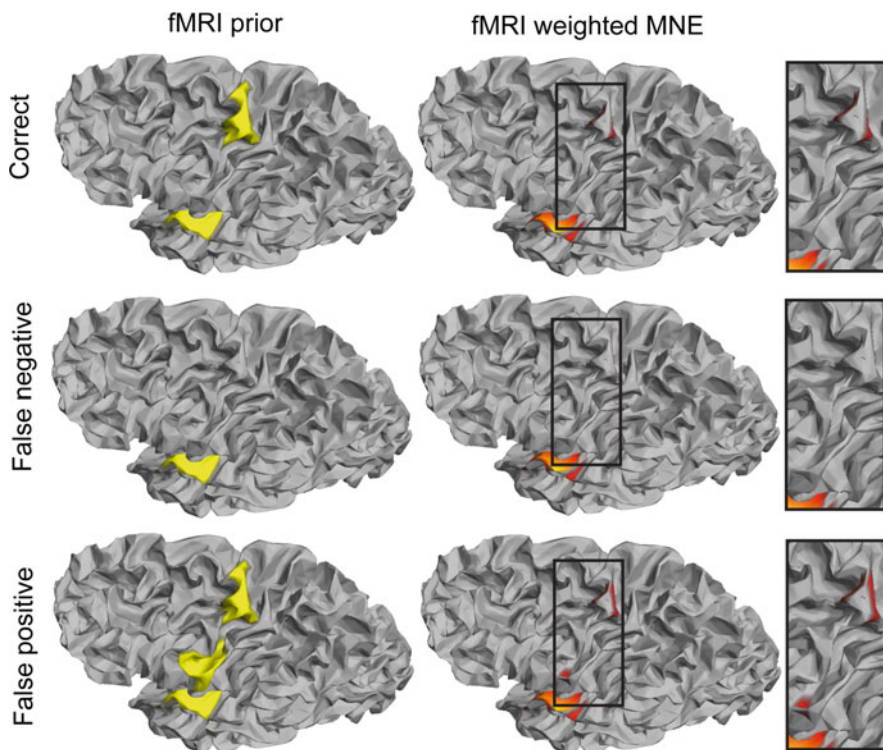 fMRI prior
fMRI weighted MNE
Correct
False negative
False positive